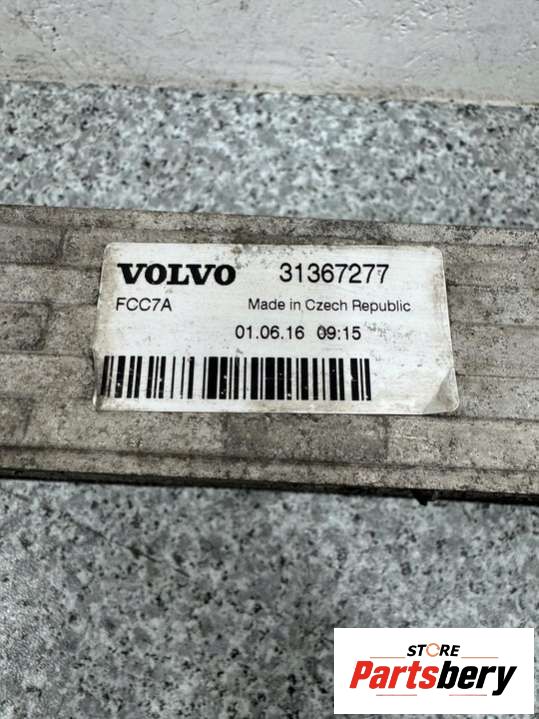 VOLVO 31367277
FCC7A Made in Czech Republic
01.06.16 09:15
STORE
Partsbery